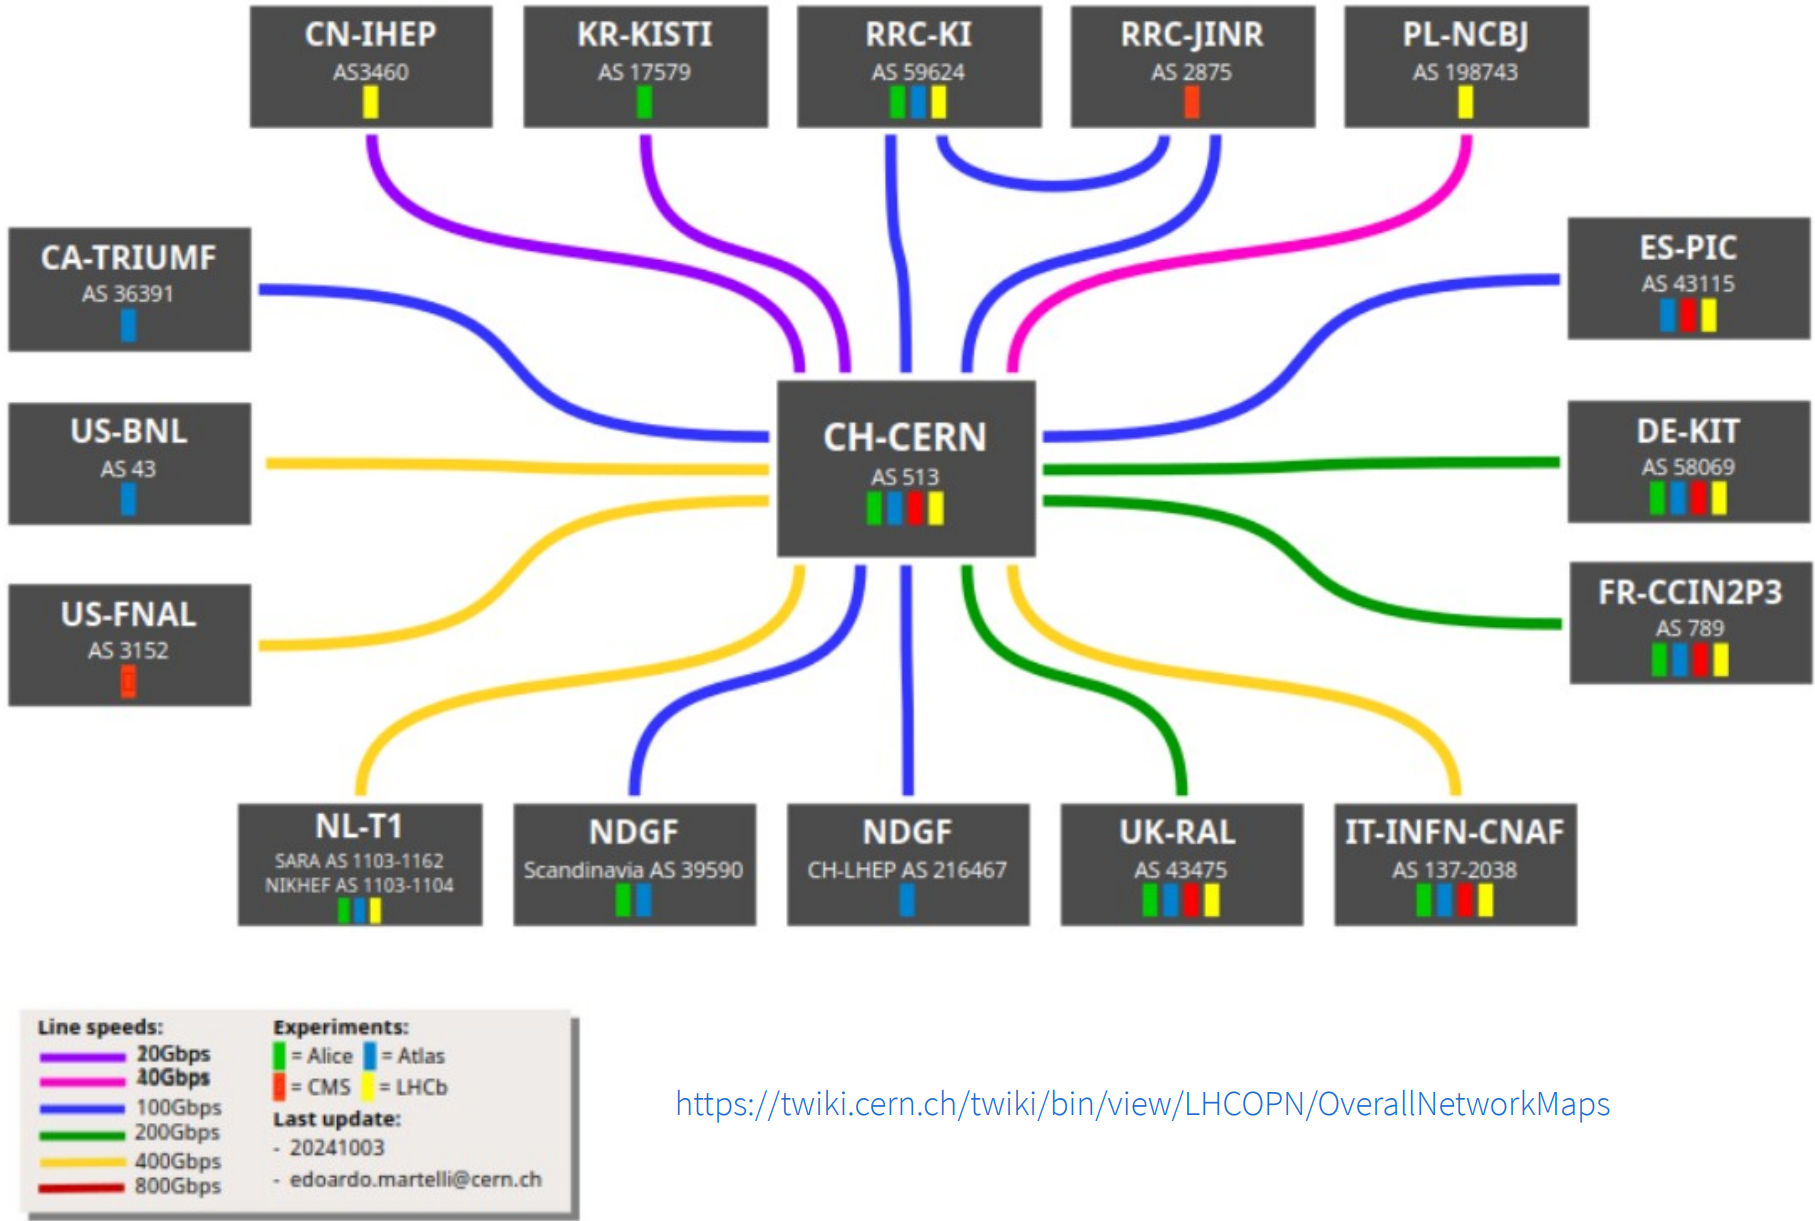 CN-IHEP
AS3460
KR-KISTI
AS 17579
RRC-KI
AS 59624
RRC-JINR
AS 2875
PL-NCBJ
AS 198743
CA-TRIUMF
AS 36391
ES-PIC
AS 43115
US-BNL
AS 43
CH-CERN
AS 513
DE-KIT
AS 58069
US-FNAL
AS 3152
FR-CCIN2P3
AS 789
NL-T1
SARA AS 1103-1162
NIKHEF AS 1103-1104
NDGF
Scandinavia AS 39590
NDGF
CH-LHEP AS 216467
UK-RAL
AS 43475
IT-INFN-CNAF
AS 137-2038
Line speeds:
100Gbps
200Gbps
400Gbps
800Gbps
Experiments:
= Alice = Atlas
= CMS = LHCb
Last update:
- 20241003
- edoardo.martelli@cern.ch
https://twiki.cern.ch/twiki/bin/view/LHCOPN/OverallNetworkMaps